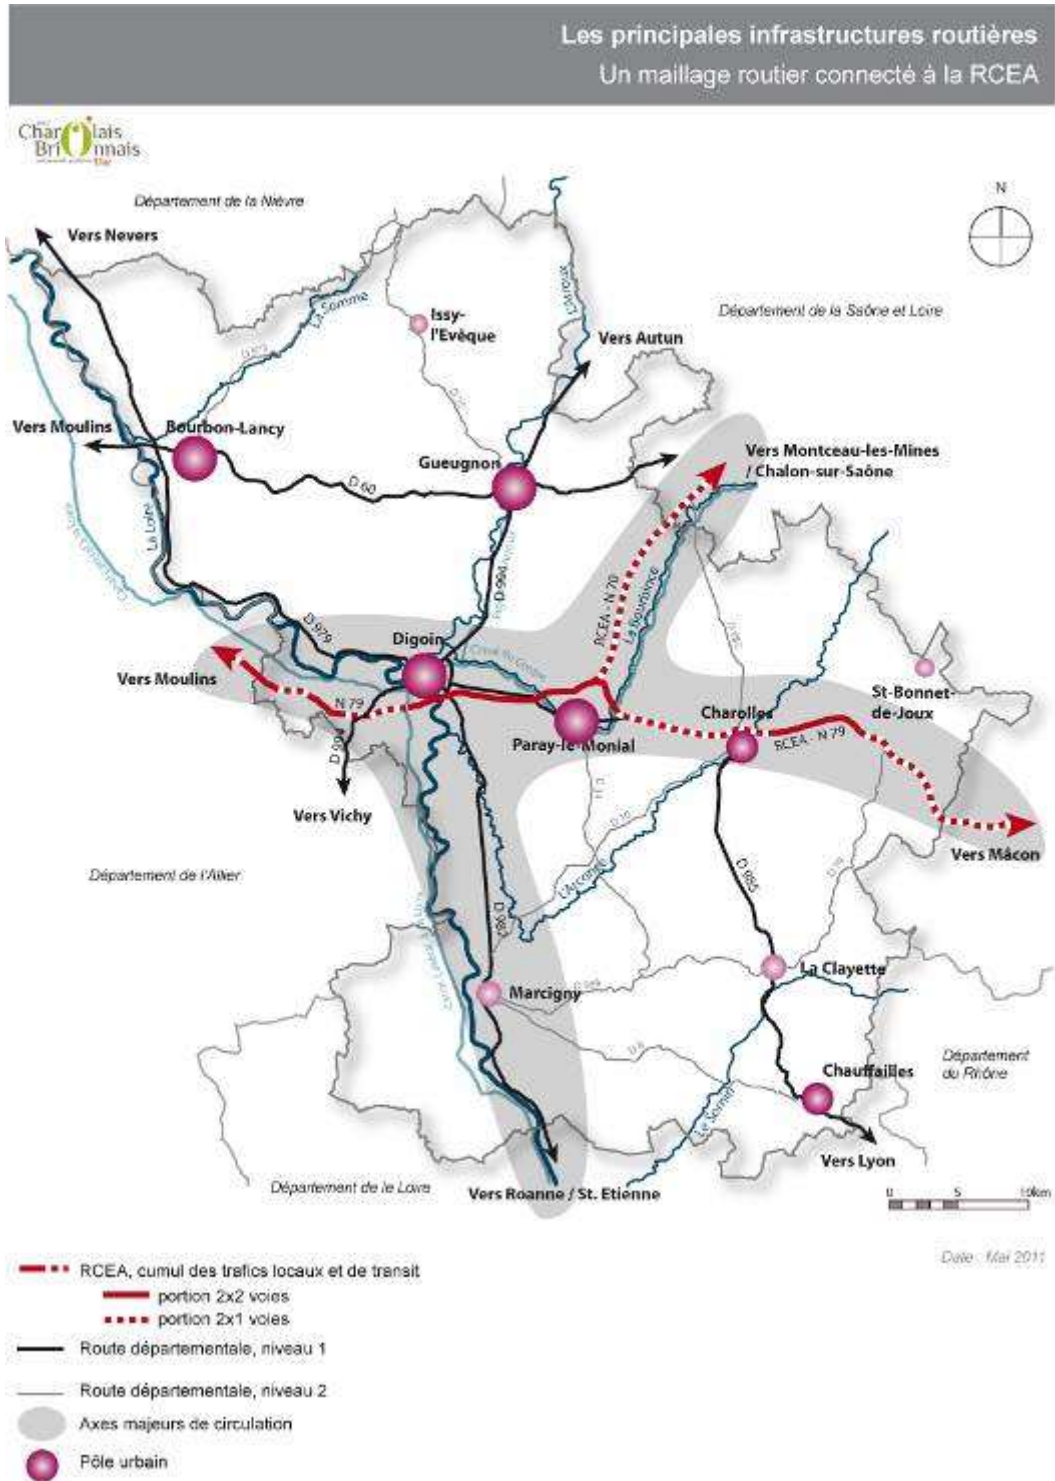 Les principales infrastructures routières
Un maillage routier connecté à la RCEA
Charolais
Brionnais
Département de la Nièvre
N
Vers Nevers
La Somme
L'Arroux
Issy-
l'Evêque
Département de la Saône et Loire
Vers Autun
Vers Moulins
Bourbon-Lancy
Gueugnon
Vers Montceau-les-Mines
/ Chalon-sur-Saône
D 60
La Loire
D 994
RCEA - N 70
La Bourbince
D 979
Digoin
Vers Moulins
N 79
St-Bonnet-
de-Joux
Charolles
Paray-le-Monial
RCEA - N 79
D 994
Vers Vichy
Vers Mâcon
Département de l'Allier
L'Arconce
D 985
D 982
La Clayette
Marcigny
Département
du Rhône
Chauffailles
Le Sornin
Vers Lyon
Département de le Loire
Vers Roanne / St. Etienne
0 5 10km
Date : Mai 2011
RCEA, cumul des trafics locaux et de transit
portion 2x2 voies
portion 2x1 voies
Route départementale, niveau 1
Route départementale, niveau 2
Axes majeurs de circulation
Pôle urbain